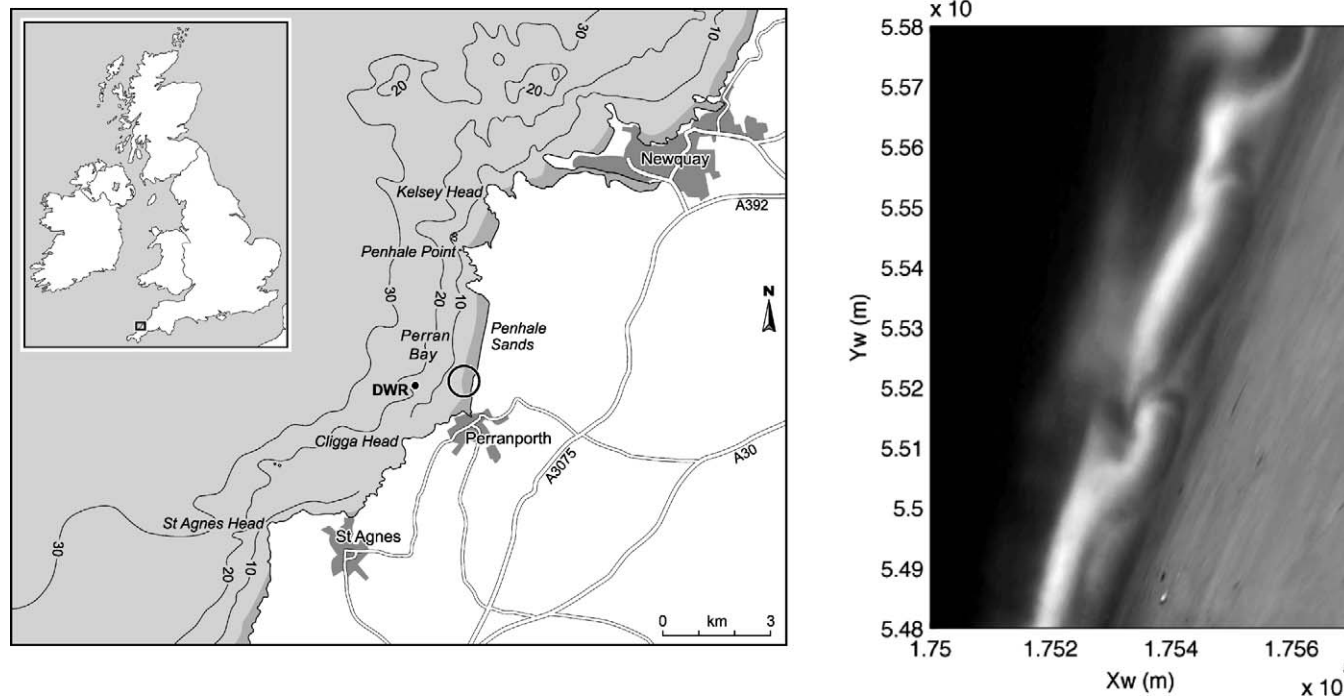 30
10
20
20
Newquay
Kelsey Head
A392
Penhale Point
30
20
10
N
Penhale
Sands
Perran
Bay
DWR
Cligga Head
Perranporth
A3075
A30
St Agnes Head
St Agnes
30
20
10
0 km 3
x 10
5.58
5.57
5.56
5.55
5.54
5.53
5.52
5.51
5.5
5.49
5.48
Yw (m)
1.75 1.752 1.754 1.756
Xw (m)
x 10